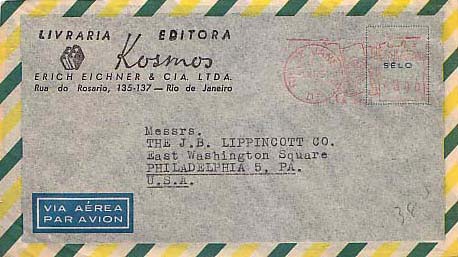 LIVRARIA EDITORA
Kosmos
ERICH EICHNER & CIA. LTDA.
Rua do Rosario, 135-137 — Rio de Janeiro
SELO
Messrs.
THE J.B. LIPPINCOTT CO.
East Washington Square
PHILADELPHIA 5, PA.
U.S.A.
VIA AÉREA
PAR AVION
38